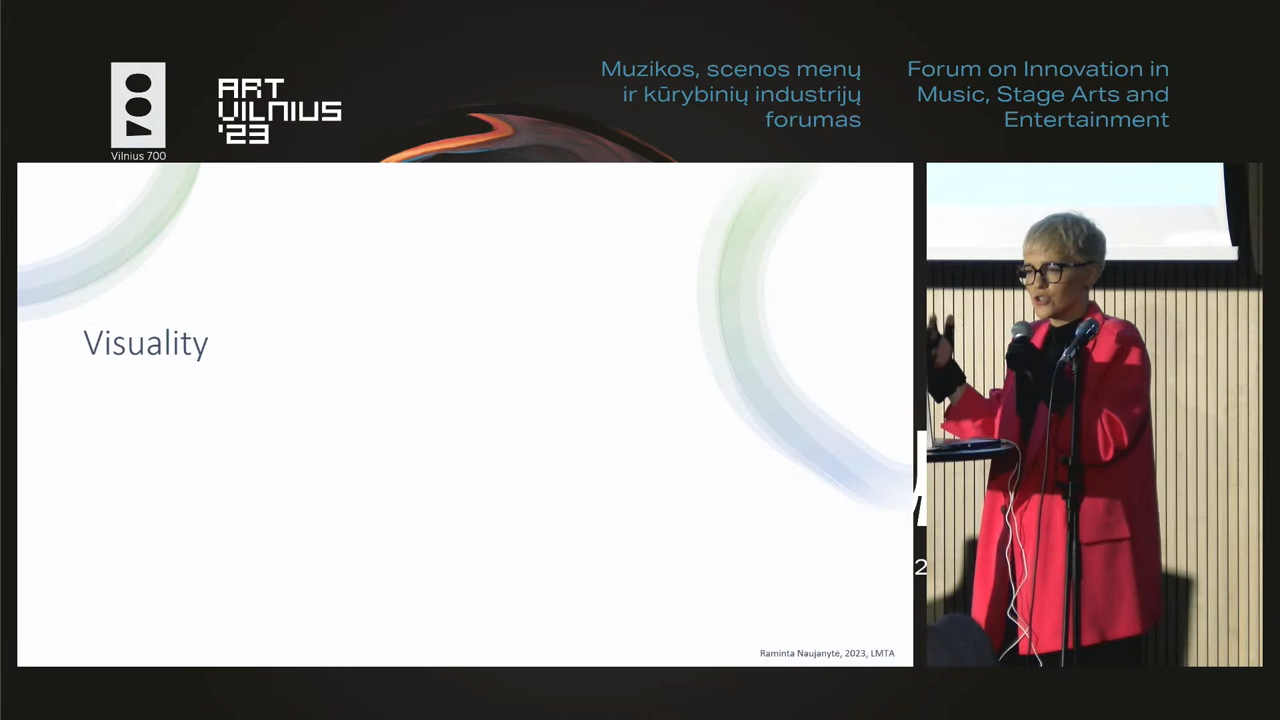 Vilnius 700
ART
VILNIUS
'23
Muzikos, scenos menų
ir kūrybinių industrijų
forumas
Forum on Innovation in
Music, Stage Arts and
Entertainment
Visuality
Raminta Naujanytė, 2023, LMTA
2